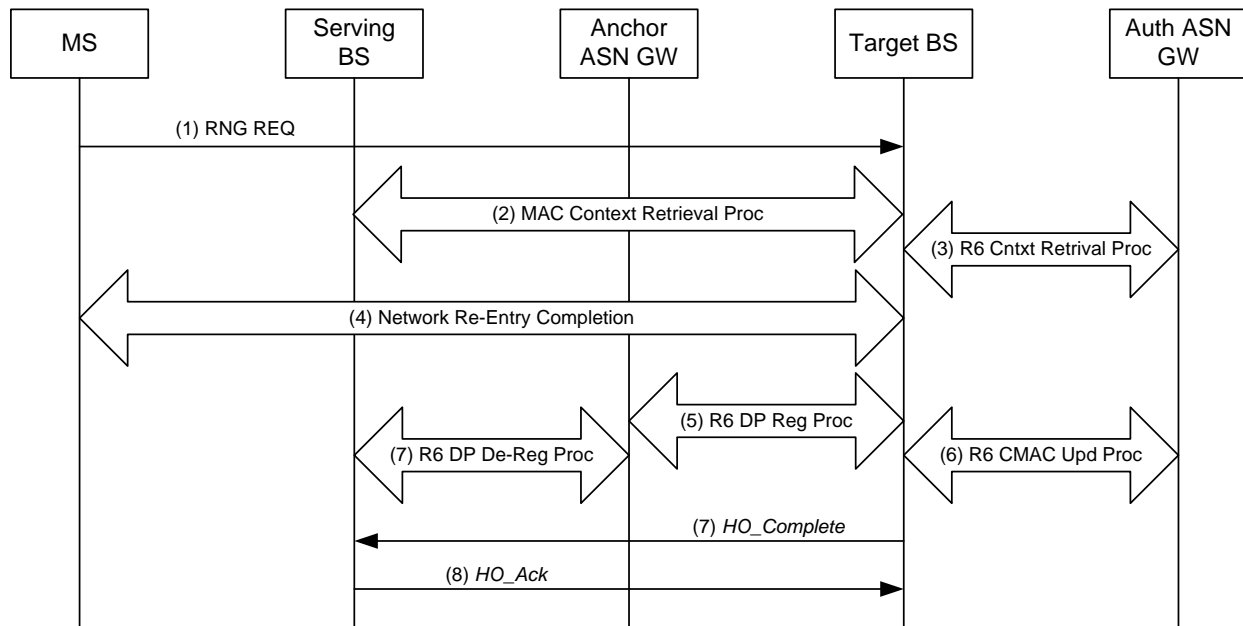 MS
Serving
BS
Anchor
ASN GW
Target BS
Auth ASN
GW
(1) RNG REQ
(2) MAC Context Retrieval Proc
(3) R6 Cntxt Retrival Proc
(4) Network Re-Entry Completion
(5) R6 DP Reg Proc
(7) R6 DP De-Reg Proc
(6) R6 CMAC Upd Proc
(7) HO_Complete
(8) HO_Ack